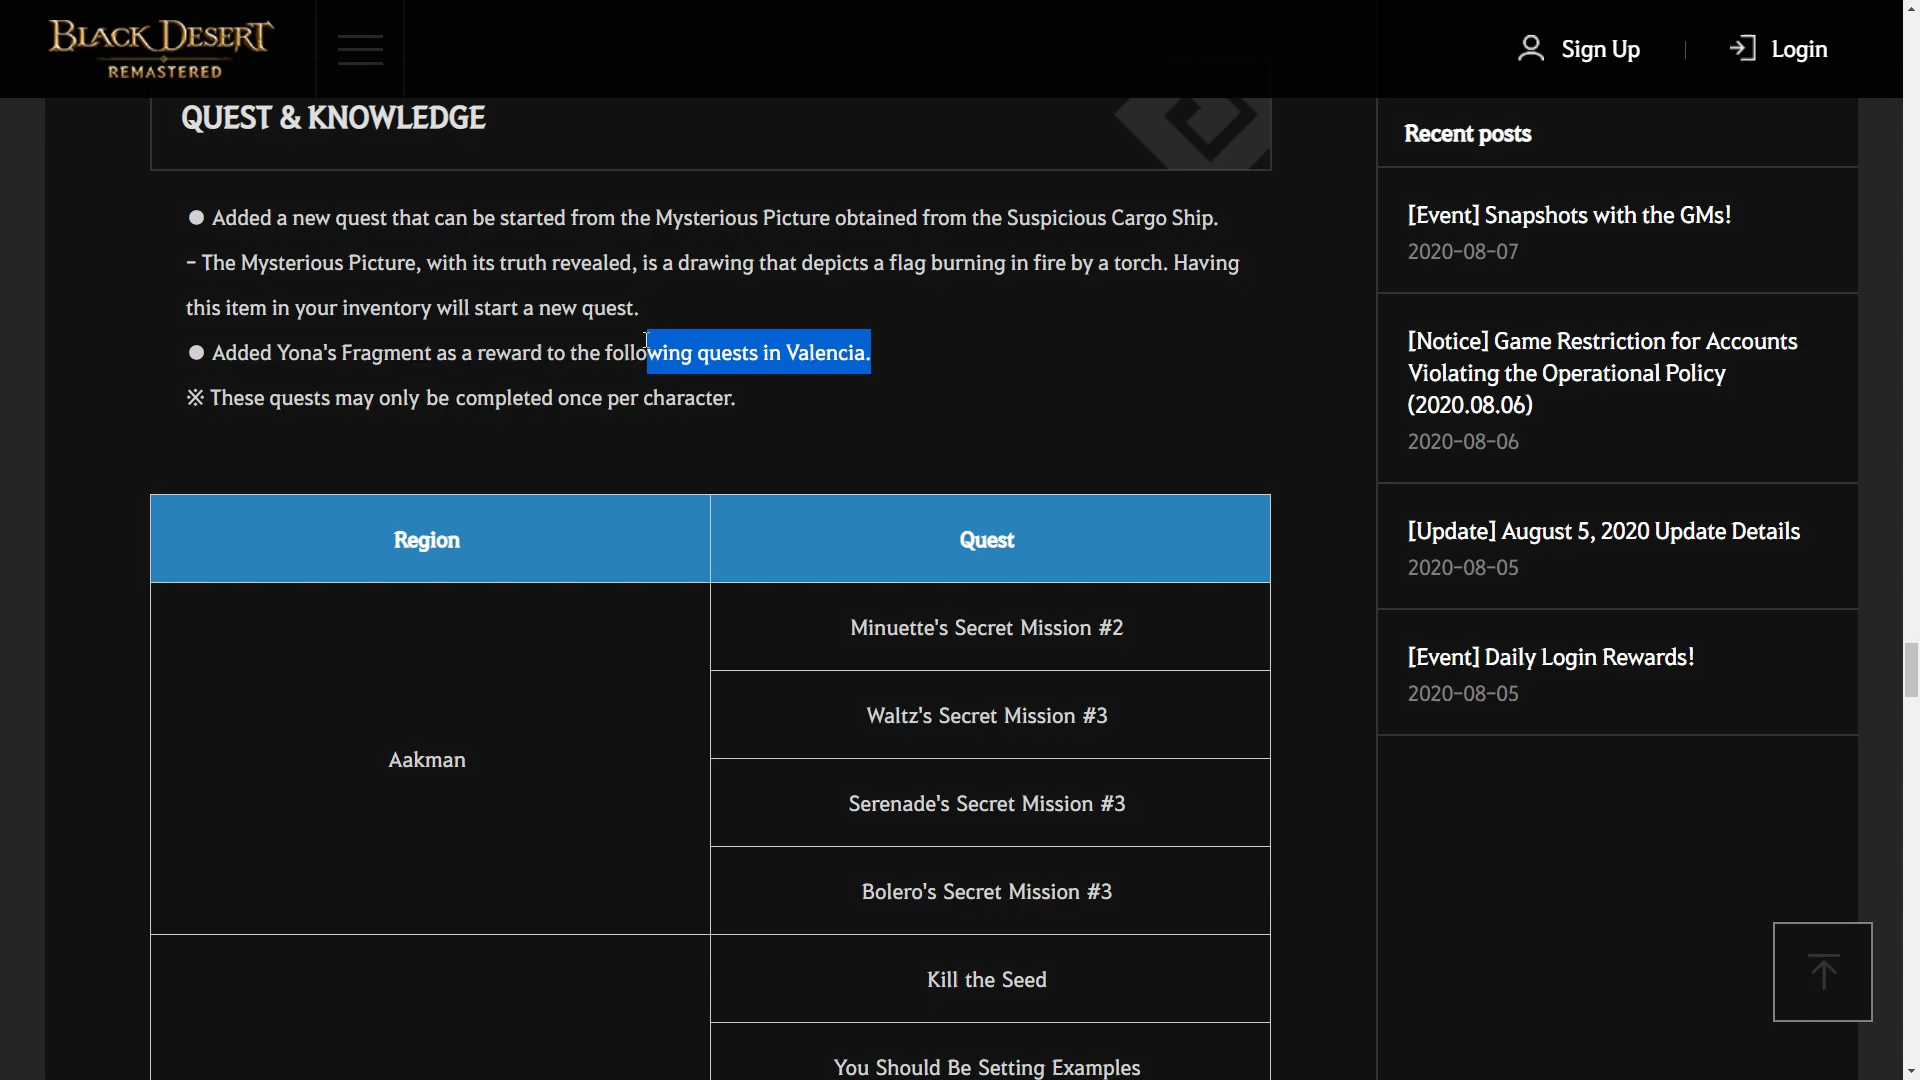 BLACK DESERT
REMASTERED
Sign Up
Login
QUEST & KNOWLEDGE
● Added a new quest that can be started from the Mysterious Picture obtained from the Suspicious Cargo Ship.
– The Mysterious Picture, with its truth revealed, is a drawing that depicts a flag burning in fire by a torch. Having
this item in your inventory will start a new quest.
● Added Yona's Fragment as a reward to the following quests in Valencia.
※ These quests may only be completed once per character.
Region
Quest
Aakman
Minuette's Secret Mission #2
Waltz's Secret Mission #3
Serenade's Secret Mission #3
Bolero's Secret Mission #3
Kill the Seed
You Should Be Setting Examples
Recent posts
[Event] Snapshots with the GMs!
2020-08-07
[Notice] Game Restriction for Accounts
Violating the Operational Policy
(2020.08.06)
2020-08-06
[Update] August 5, 2020 Update Details
2020-08-05
[Event] Daily Login Rewards!
2020-08-05